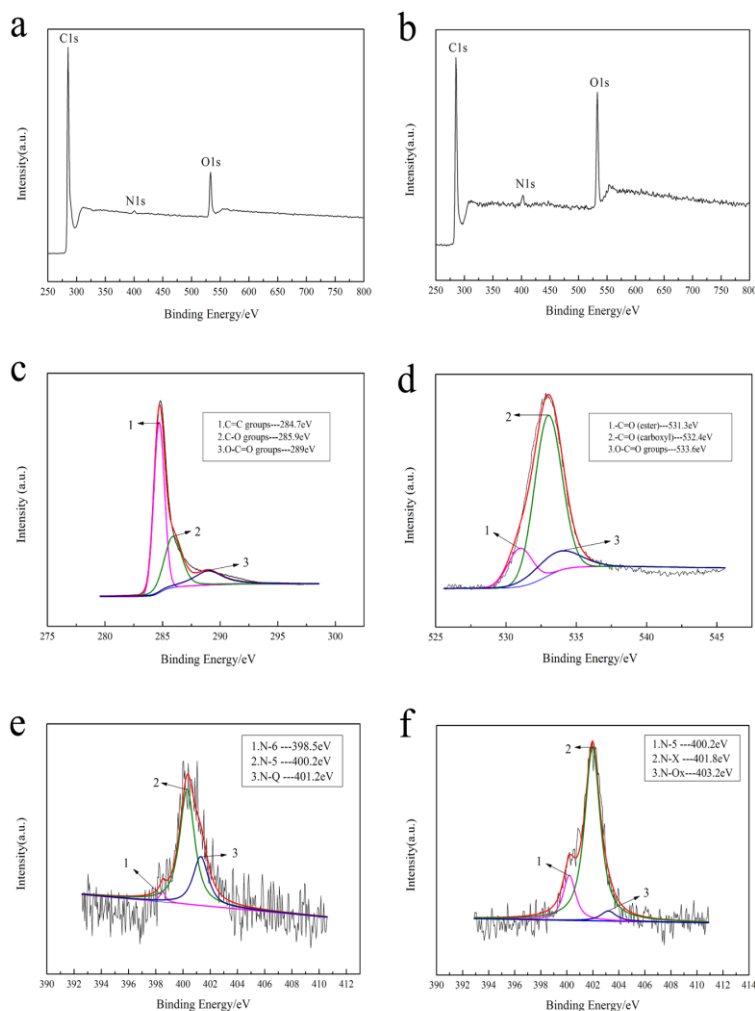 a
C1s
O1s
N1s
Intensity(a.u.)
250 300 350 400 450 500 550 600 650 700 750 800
Binding Energy/eV
b
C1s
O1s
N1s
Intensity(a.u.)
250 300 350 400 450 500 550 600 650 700 750 800
Binding Energy/eV
c
1.C=C groups---284.7eV
2.C-O groups---285.9eV
3.O-C=O groups---289eV
1
2
3
Intensity (a.u.)
275 280 285 290 295 300
Binding Energy/eV
d
1.-C=O (ester)---531.3eV
2.-C=O (carboxyl)---532.4eV
3.O-C=O groups---533.6eV
2
1
3
Intensity (a.u.)
525 530 535 540 545
Binding Energy/eV
e
1.N-6 ---398.5eV
2.N-5 ---400.2eV
3.N-Q ---401.2eV
2
1
3
Intensity(a.u.)
390 392 394 396 398 400 402 404 406 408 410 412
Binding Energy/eV
f
1.N-5 ---400.2eV
2.N-X ---401.8eV
3.N-Ox---403.2eV
2
1
3
Intensity(a.u.)
390 392 394 396 398 400 402 404 406 408 410 412 414
Binding Energy/eV